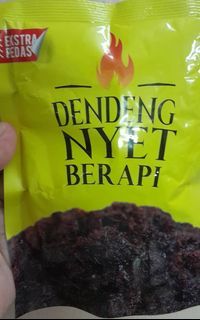 EKSTRA
PEDAS
DENDENG
NYET
BERAPI